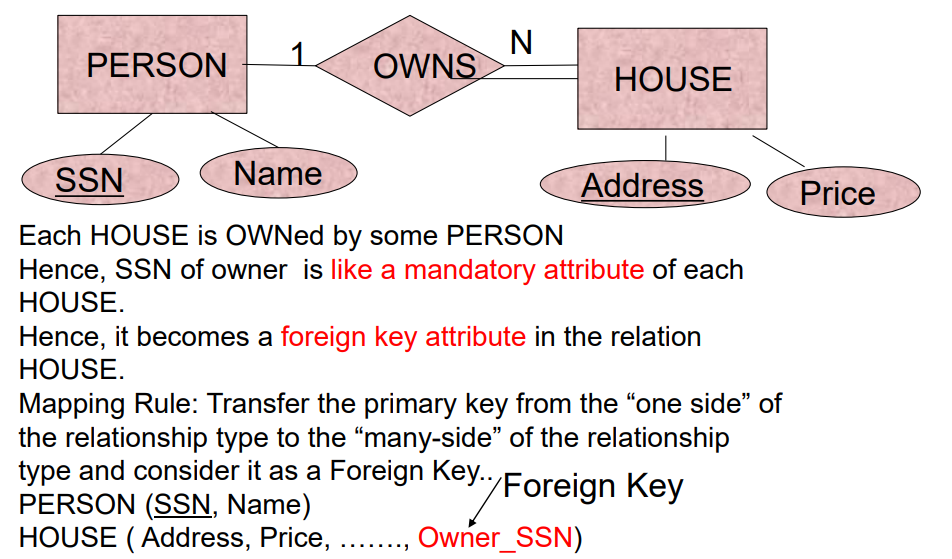 PERSON
1
OWNS
N
HOUSE
SSN
Name
Address
Price
Each HOUSE is OWNed by some PERSON
Hence, SSN of owner  is like a mandatory attribute of each
HOUSE.
Hence, it becomes a foreign key attribute in the relation
HOUSE.
Mapping Rule: Transfer the primary key from the “one side” of
the relationship type to the “many-side” of the relationship
type and consider it as a Foreign Key..
Foreign Key
PERSON (SSN, Name)
HOUSE ( Address, Price, ……., Owner_SSN)